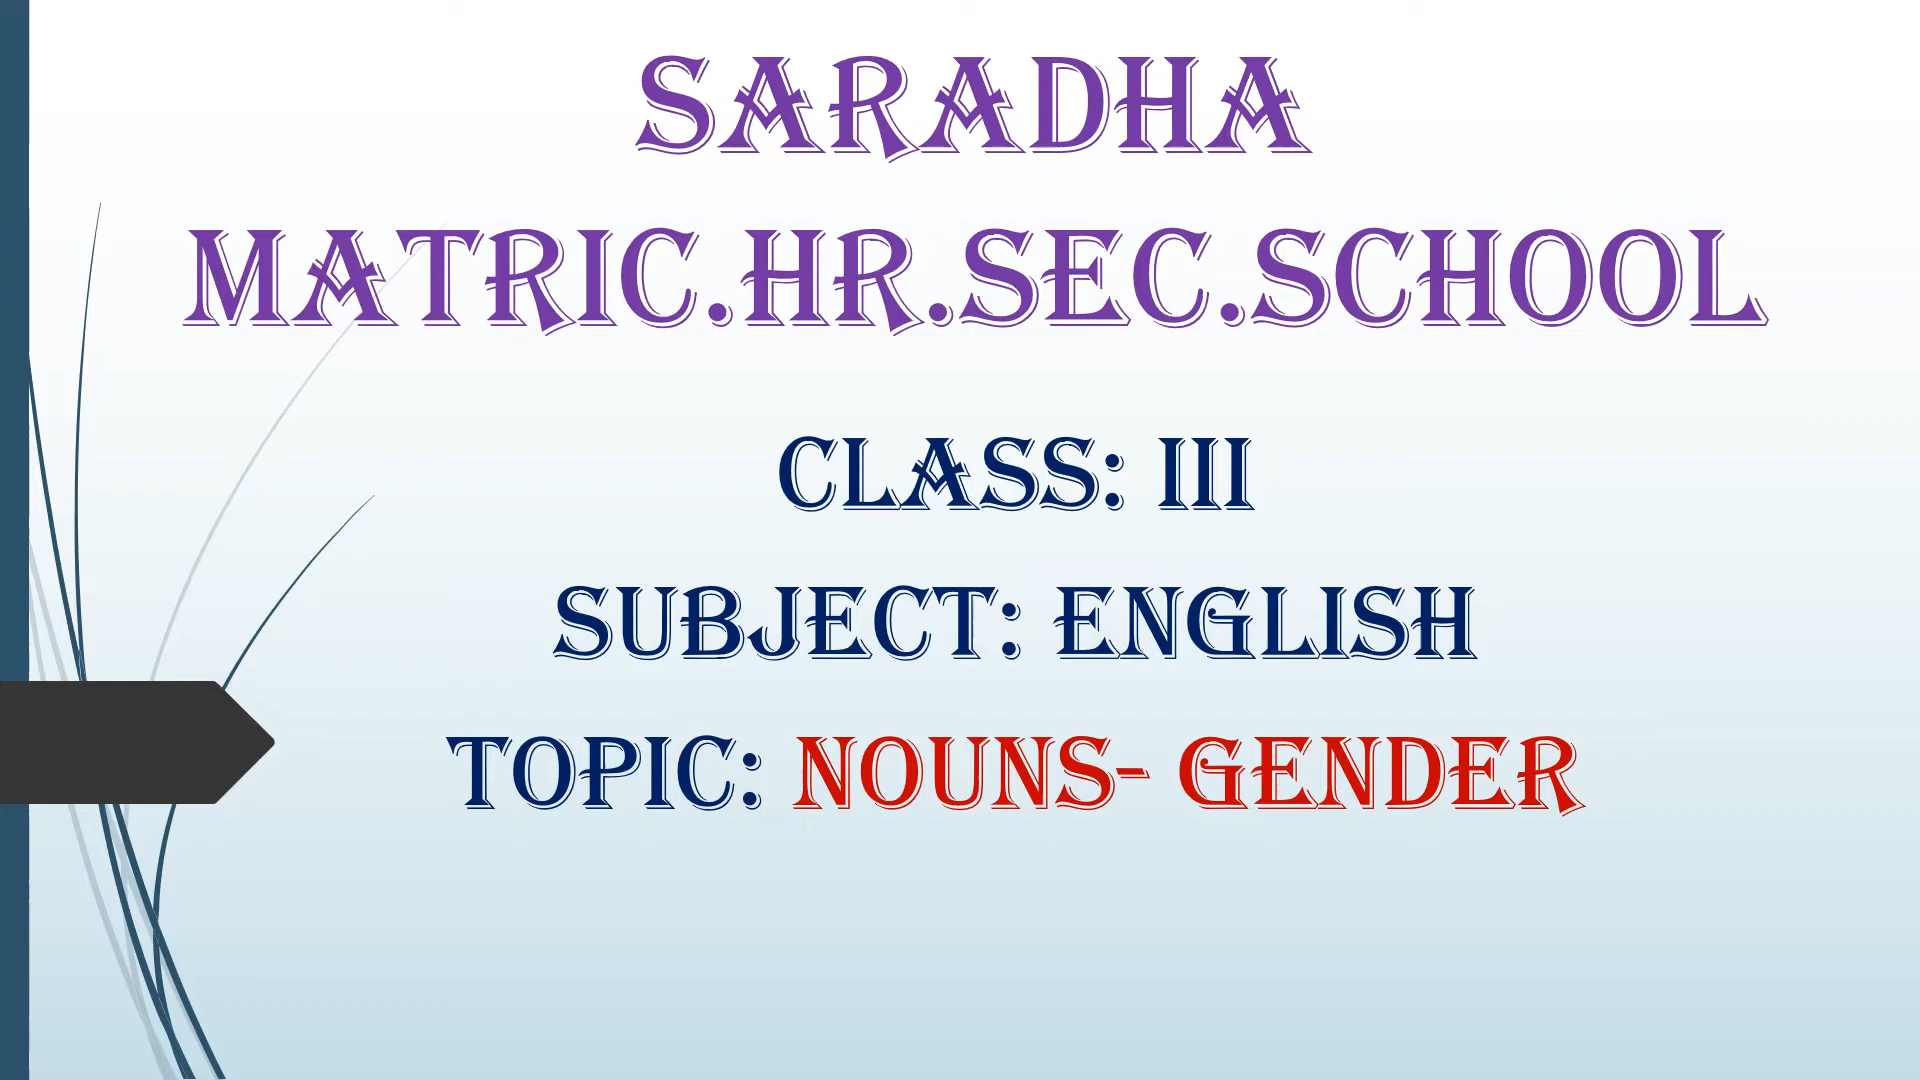 SARADHA
MATRIC.HR.SEC.SCHOOL
CLASS: III
SUBJECT: ENGLISH
TOPIC: NOUNS- GENDER